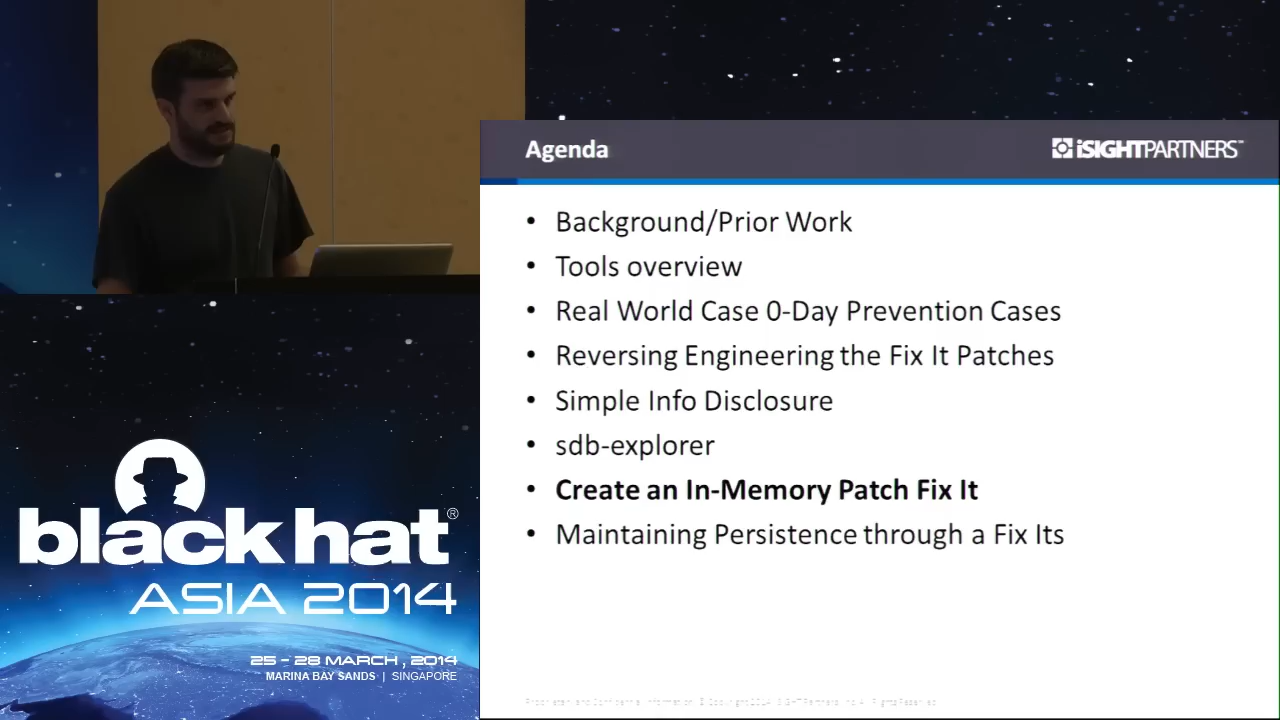 Agenda
iSIGHTPARTNERS™
• Background/Prior Work
• Tools overview
• Real World Case 0-Day Prevention Cases
• Reversing Engineering the Fix It Patches
• Simple Info Disclosure
• sdb-explorer
• Create an In-Memory Patch Fix It
• Maintaining Persistence through a Fix Its
black hat®
ASIA 2014
25 - 28 MARCH, 2014
MARINA BAY SANDS | SINGAPORE